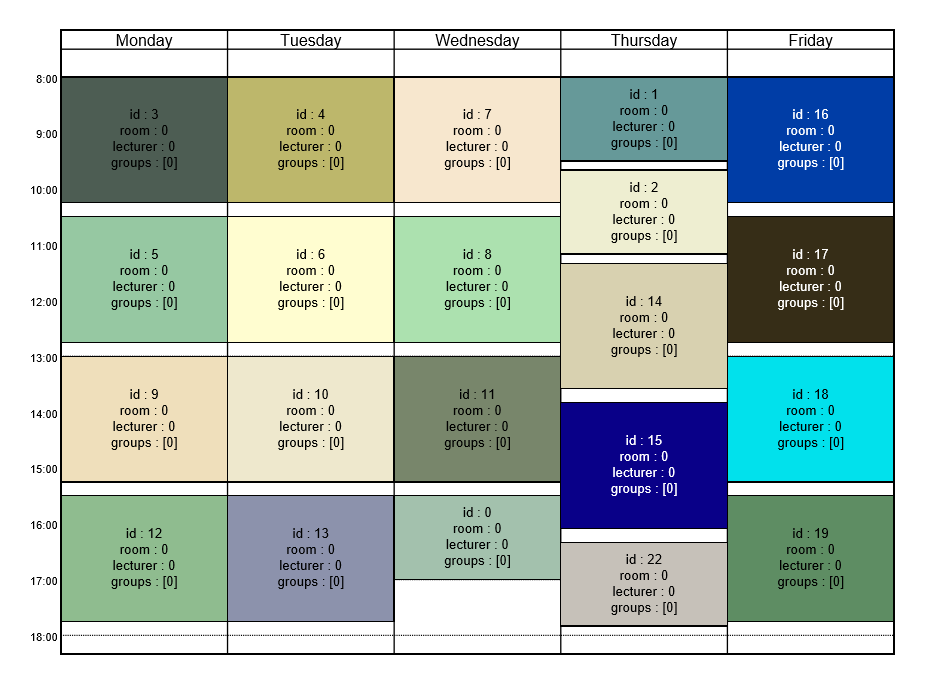 Monday Tuesday Wednesday Thursday Friday
8:00
9:00
10:00
11:00
12:00
13:00
14:00
15:00
16:00
17:00
18:00
id : 3
room : 0
lecturer : 0
groups : [0]
id : 5
room : 0
lecturer : 0
groups : [0]
id : 9
room : 0
lecturer : 0
groups : [0]
id : 12
room : 0
lecturer : 0
groups : [0]
id : 4
room : 0
lecturer : 0
groups : [0]
id : 6
room : 0
lecturer : 0
groups : [0]
id : 10
room : 0
lecturer : 0
groups : [0]
id : 13
room : 0
lecturer : 0
groups : [0]
id : 7
room : 0
lecturer : 0
groups : [0]
id : 8
room : 0
lecturer : 0
groups : [0]
id : 11
room : 0
lecturer : 0
groups : [0]
id : 0
room : 0
lecturer : 0
groups : [0]
id : 1
room : 0
lecturer : 0
groups : [0]
id : 2
room : 0
lecturer : 0
groups : [0]
id : 14
room : 0
lecturer : 0
groups : [0]
id : 15
room : 0
lecturer : 0
groups : [0]
id : 22
room : 0
lecturer : 0
groups : [0]
id : 16
room : 0
lecturer : 0
groups : [0]
id : 17
room : 0
lecturer : 0
groups : [0]
id : 18
room : 0
lecturer : 0
groups : [0]
id : 19
room : 0
lecturer : 0
groups : [0]